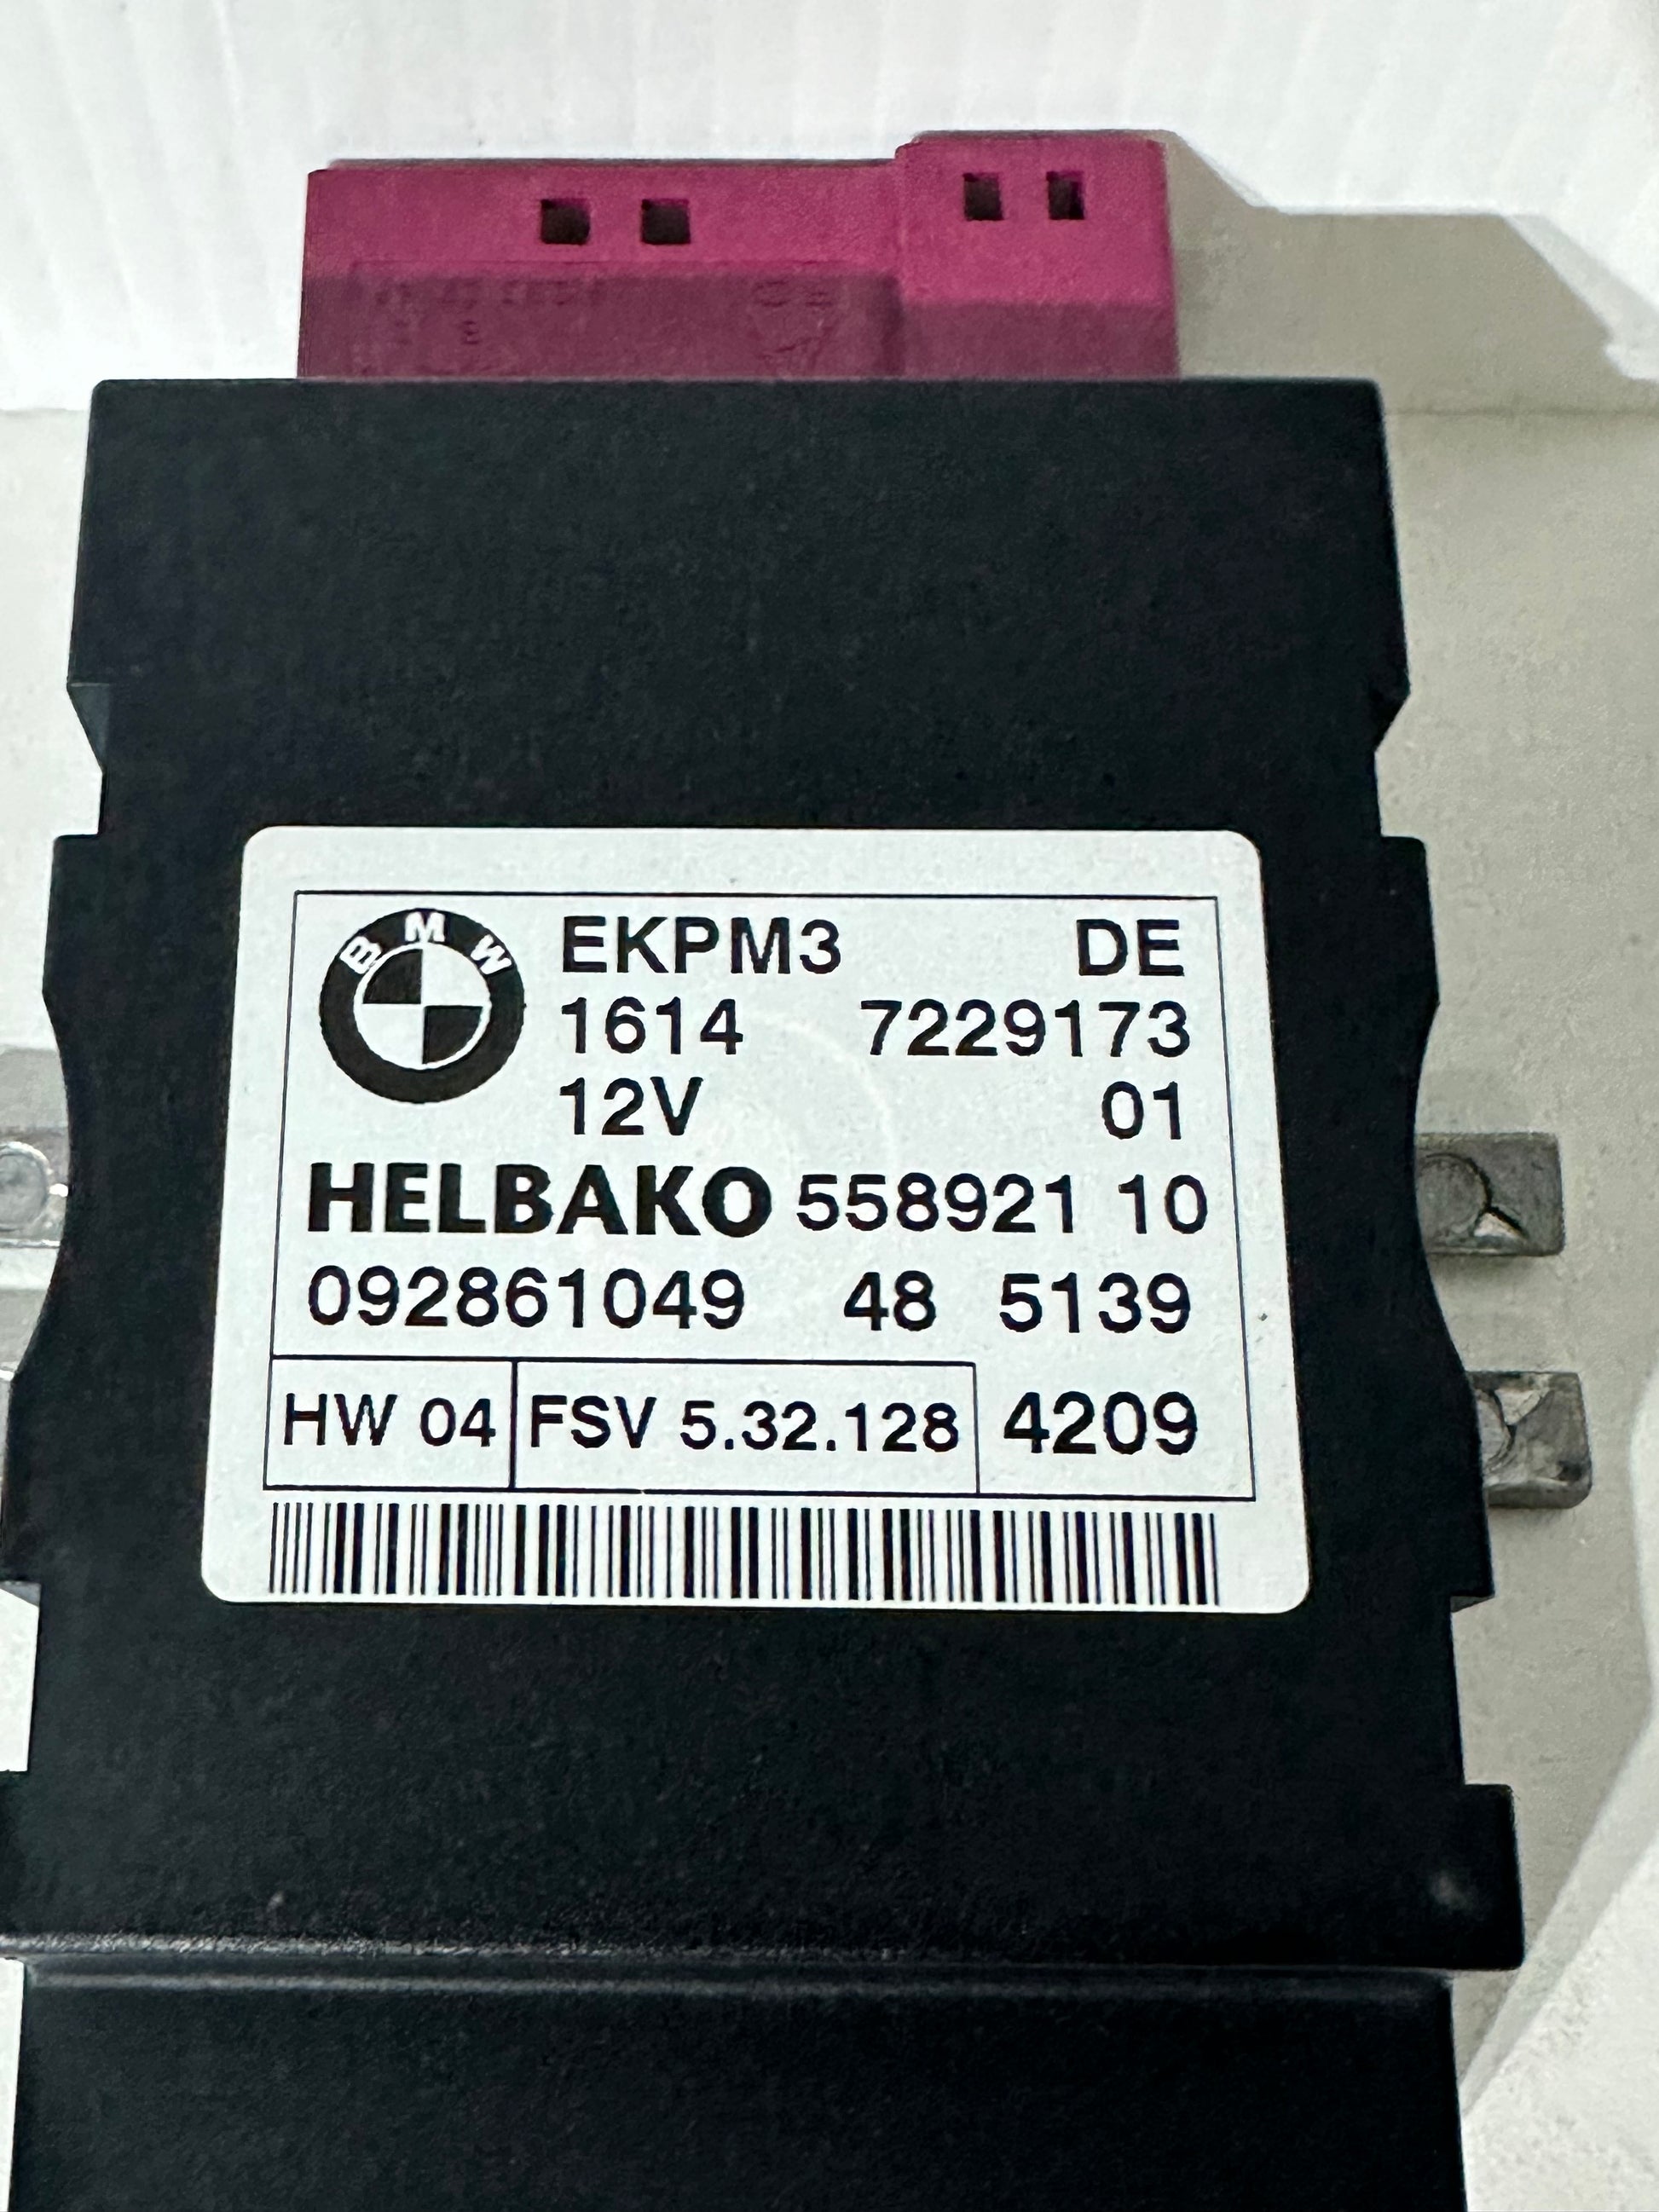 BMW
EKPM3 DE
1614 7229173
12V 01
HELBAKO 558921 10
092861049 48 5139
HW 04 FSV 5.32.128 4209